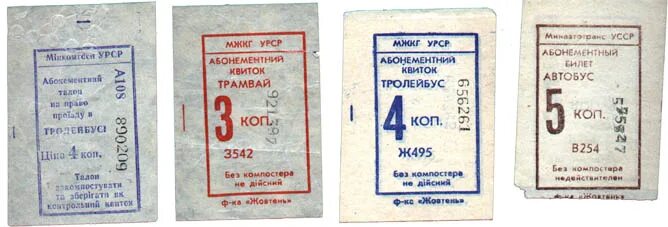 Мінкомгосп УРСР
Абонементний
талон
на право
проїзду в
ТРОЛЕЙБУСІ
Ціна 4 коп.
Талон
закомпостувати
та зберігати як
контрольний квиток
А108 890209
МЖКГ УРСР
АБОНЕМЕНТНИЙ
КВИТОК
ТРАМВАЙ
3 КОП.
З542
Без компостера
не дійсний
ф-ка «Жовтень»
МЖКГ УРСР
АБОНЕМЕНТНИЙ
КВИТОК
ТРОЛЕЙБУС
4 КОП.
656261
Ж495
Без компостера
не дійсний
ф-ка «Жовтень»
Минавтотранс УССР
АБОНЕМЕНТНЫЙ
БИЛЕТ
АВТОБУС
5 КОП.
В254
Без компостера
недействителен